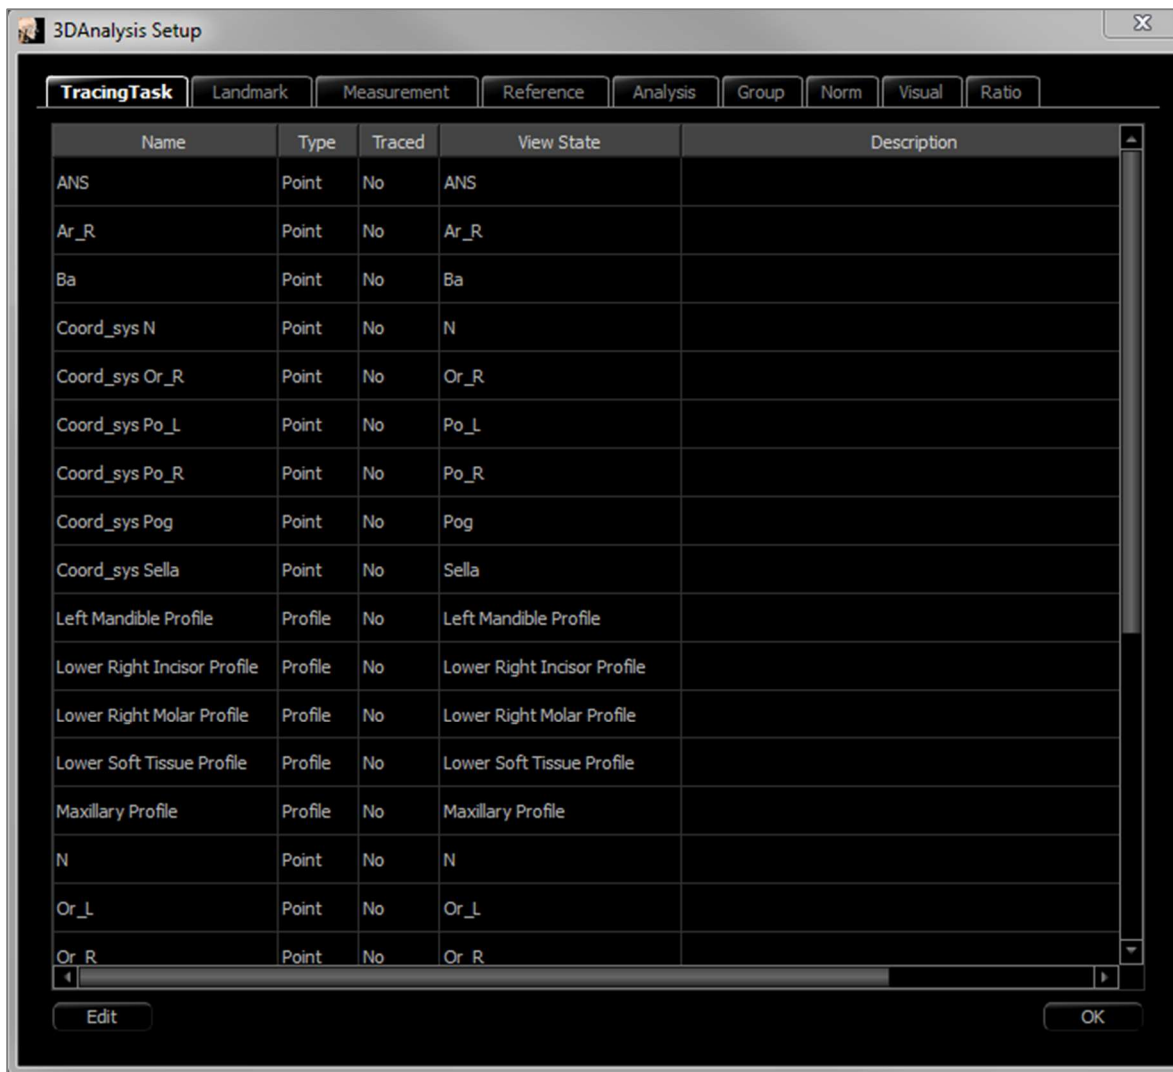 3DAnalysis Setup
TracingTask Landmark Measurement Reference Analysis Group Norm Visual Ratio
Name Type Traced View State Description
ANS Point No ANS
Ar_R Point No Ar_R
Ba Point No Ba
Coord_sys N Point No N
Coord_sys Or_R Point No Or_R
Coord_sys Po_L Point No Po_L
Coord_sys Po_R Point No Po_R
Coord_sys Pog Point No Pog
Coord_sys Sella Point No Sella
Left Mandible Profile Profile No Left Mandible Profile
Lower Right Incisor Profile Profile No Lower Right Incisor Profile
Lower Right Molar Profile Profile No Lower Right Molar Profile
Lower Soft Tissue Profile Profile No Lower Soft Tissue Profile
Maxillary Profile Profile No Maxillary Profile
N Point No N
Or_L Point No Or_L
Or_R Point No Or_R
Edit OK